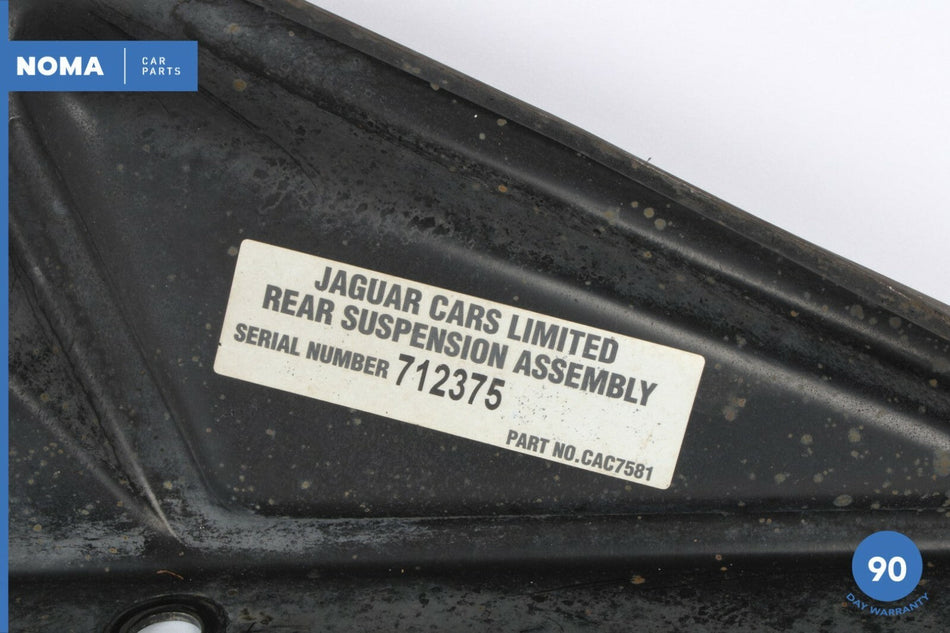 NOMA
CAR
PARTS
JAGUAR CARS LIMITED
REAR SUSPENSION ASSEMBLY
SERIAL NUMBER 712375
PART NO.CAC7581
90
DAY WARRANTY